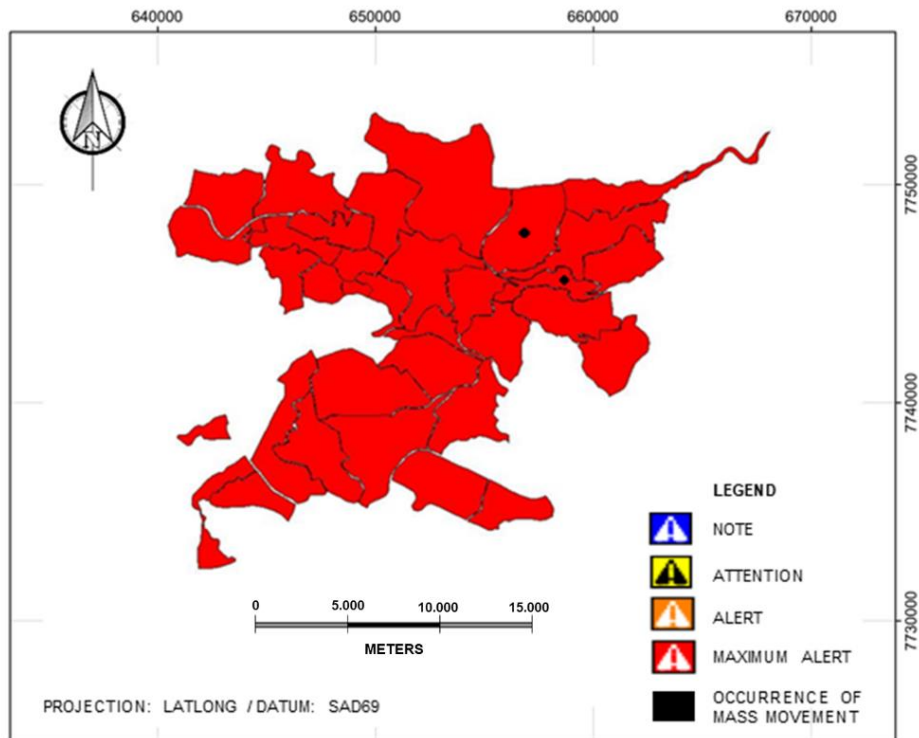 640000 650000 660000 670000
N
7750000
7740000
7730000
LEGEND
NOTE
ATTENTION
ALERT
MAXIMUM ALERT
OCCURRENCE OF
MASS MOVEMENT
0 5.000 10.000 15.000
METERS
PROJECTION: LATLONG / DATUM: SAD69